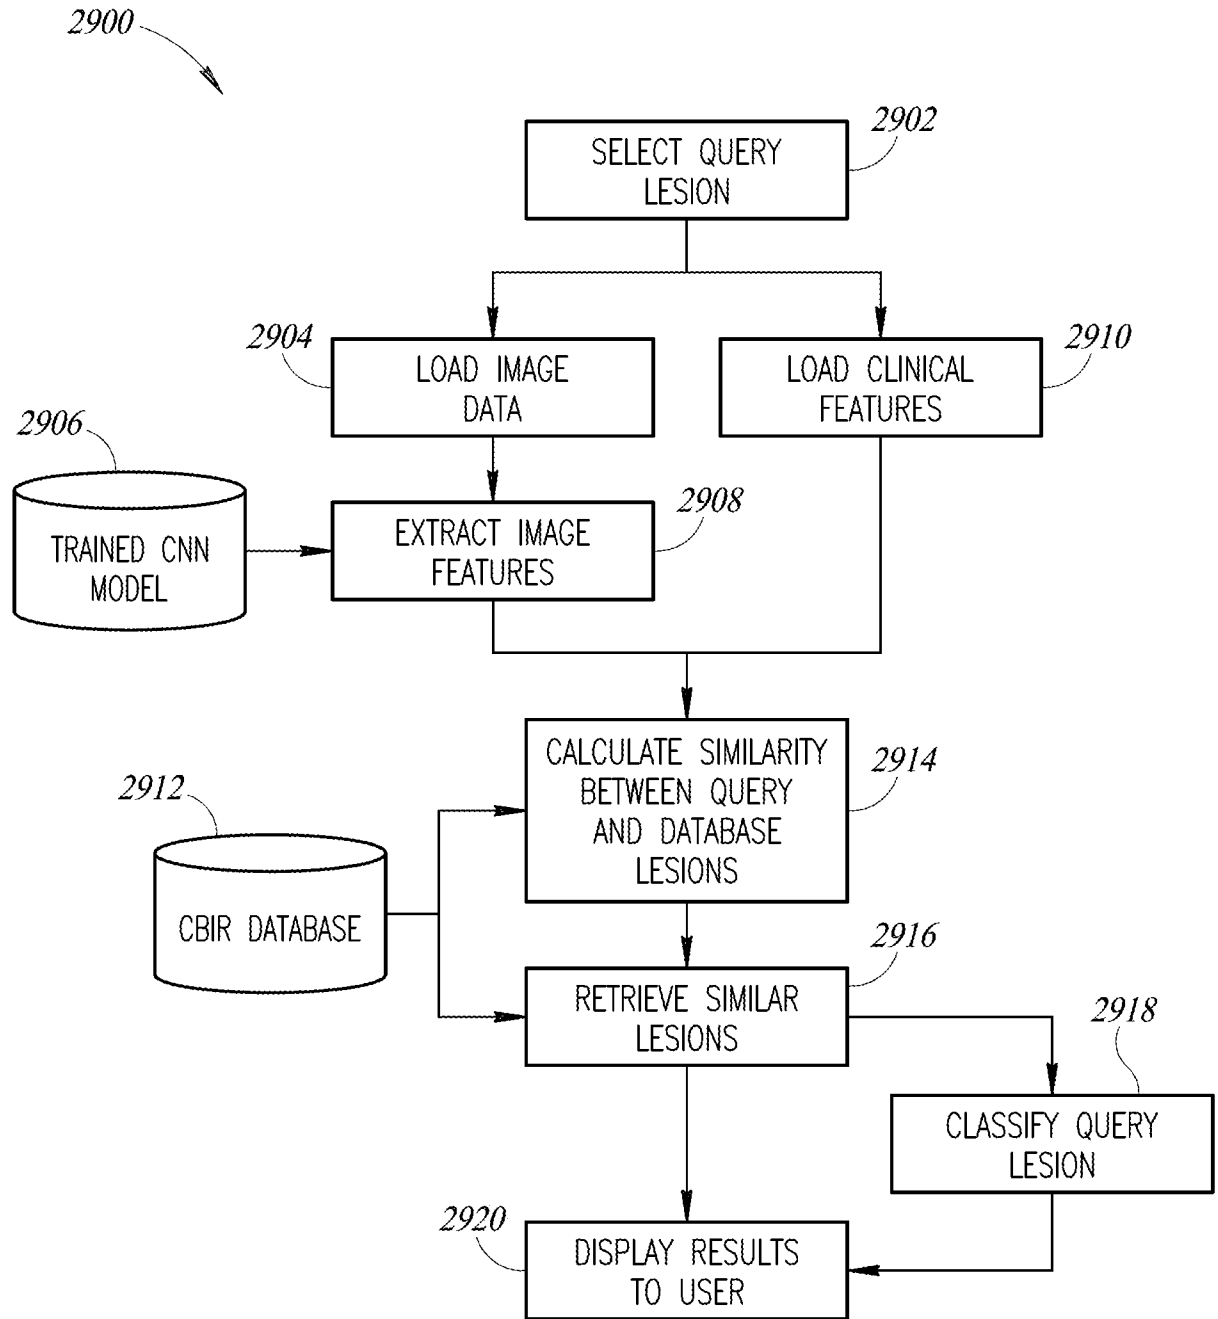 2900
2902
SELECT QUERY
LESION
2904
LOAD IMAGE
DATA
2910
LOAD CLINICAL
FEATURES
2906
TRAINED CNN
MODEL
2908
EXTRACT IMAGE
FEATURES
2912
CBIR DATABASE
2914
CALCULATE SIMILARITY
BETWEEN QUERY
AND DATABASE
LESIONS
2916
RETRIEVE SIMILAR
LESIONS
2918
CLASSIFY QUERY
LESION
2920
DISPLAY RESULTS
TO USER